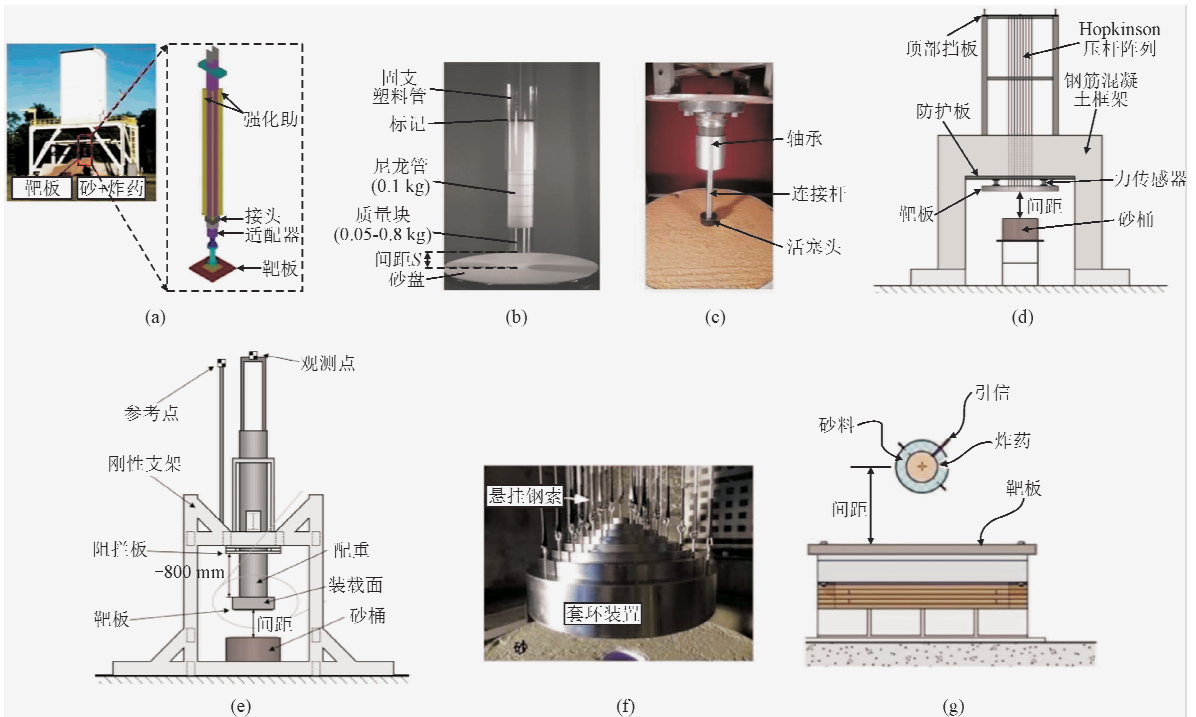 强化助
接头
适配器
靶板
靶板
砂+炸药
(a)
固支
塑料管
标记
尼龙管
(0.1 kg)
质量块
(0.05-0.8 kg)
间距S
砂盘
(b)
轴承
连接杆
活塞头
(c)
顶部挡板
Hopkinson
压杆阵列
钢筋混凝
土框架
防护板
力传感器
靶板
间距
砂桶
(d)
观测点
参考点
刚性支架
阻拦板
配重
~800 mm
装载面
靶板
间距
砂桶
(e)
悬挂钢索
套环装置
砂
(f)
引信
砂料
炸药
间距
靶板
(g)